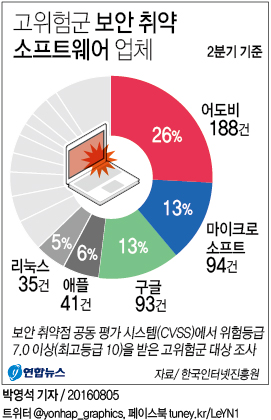 고위험군 보안 취약
소프트웨어 업체
2분기 기준
어도비
188건
26%
마이크로
소프트
94건
13%
구글
93건
13%
애플
41건
6%
리눅스
35건
5%
보안 취약점 공동 평가 시스템(CVSS)에서 위험등급
7.0 이상(최고등급 10)을 받은 고위험군 대상 조사
연합뉴스
자료/한국인터넷진흥원
박영석 기자 / 20160805
트위터 @yonhap_graphics, 페이스북 tuney.kr/LeYN1